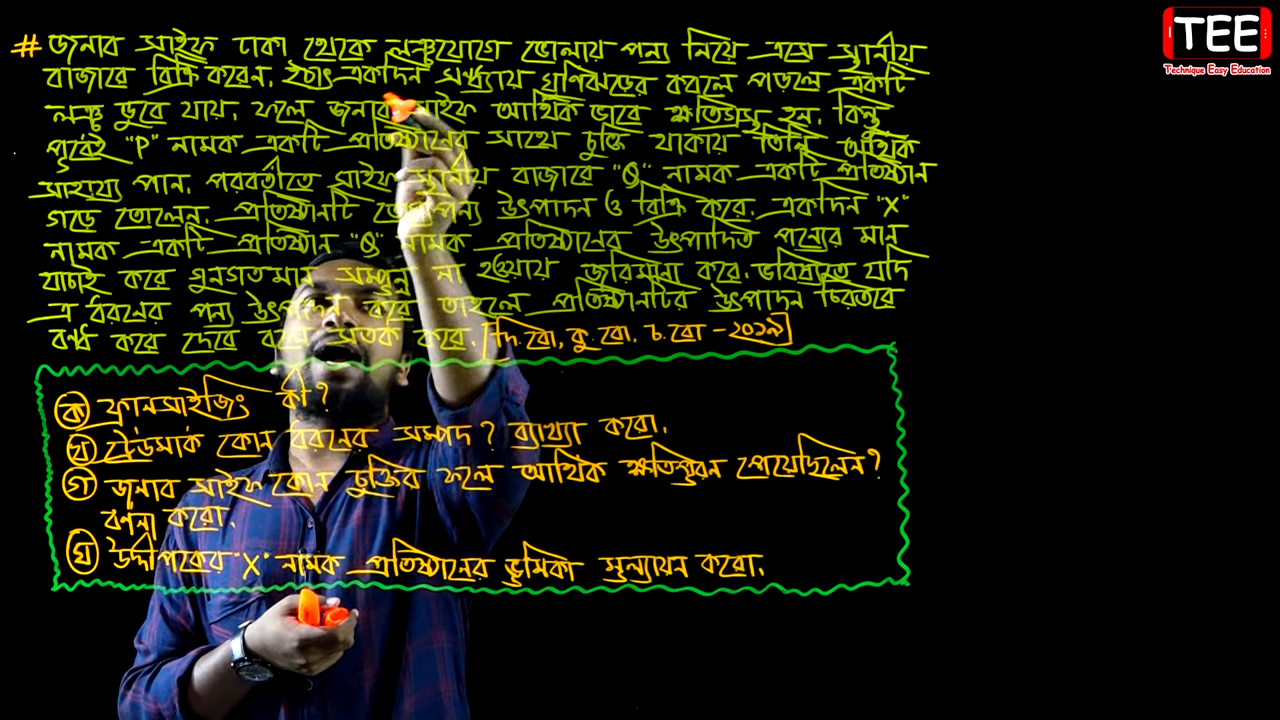 # জনাব সাইফ ঢাকা থেকে লঞ্চযোগে ভোলায় পন্য নিয়ে এসে স্থানীয়
বাজারে বিক্রি করেন. হঠাৎ একদিন সন্ধ্যায় ঘূণিঝড়ের কবলে পড়লে একটি
লঞ্চ ডুবে যায়. ফলে জনাব সাইফ আর্থিক ভাবে ক্ষতিগ্রস্থ হন. কিন্তু
পূর্বেই "P" নামক একটি প্রতিষ্ঠানের সাথে চুক্তি থাকায় তিনি আর্থিক
সাহায্য পান. পরবর্তীতে সাইফ স্থানীয় বাজারে "Q" নামক একটি প্রতিষ্ঠান
গড়ে তোলেন. প্রতিষ্ঠানটি ভোগ্যপন্য উৎপাদন ও বিক্রি করে. একদিন "X"
নামক একটি প্রতিষ্ঠান "Q" নামক প্রতিষ্ঠানের উৎপাদিত পন্যের মান
যাচাই করে গুনগতমান সম্পন্ন না হওয়ায় জরিমানা করে. ভবিষ্যতে যদি
এ ধরনের পন্য উৎপাদন করে তাহলে প্রতিষ্ঠানটির উৎপাদন চিরতরে
বন্ধ করে দেবে বলে সতর্ক করে. [দি. বো, কু. বো. চ. বো - ২০১৯]
ক ফ্রানসাইজিং কী?
খ ট্রেডমার্ক কোন ধরনের সম্পদ? ব্যাখ্যা করো.
গ জনাব সাইফ কোন চুক্তির ফলে আর্থিক ক্ষতিপূরন পেয়েছিলেন?
বর্ণনা করো.
ঘ উদ্দীপকের "X" নামক প্রতিষ্ঠানের ভূমিকা মুল্যায়ন করো.
TEE
Technique Easy Education